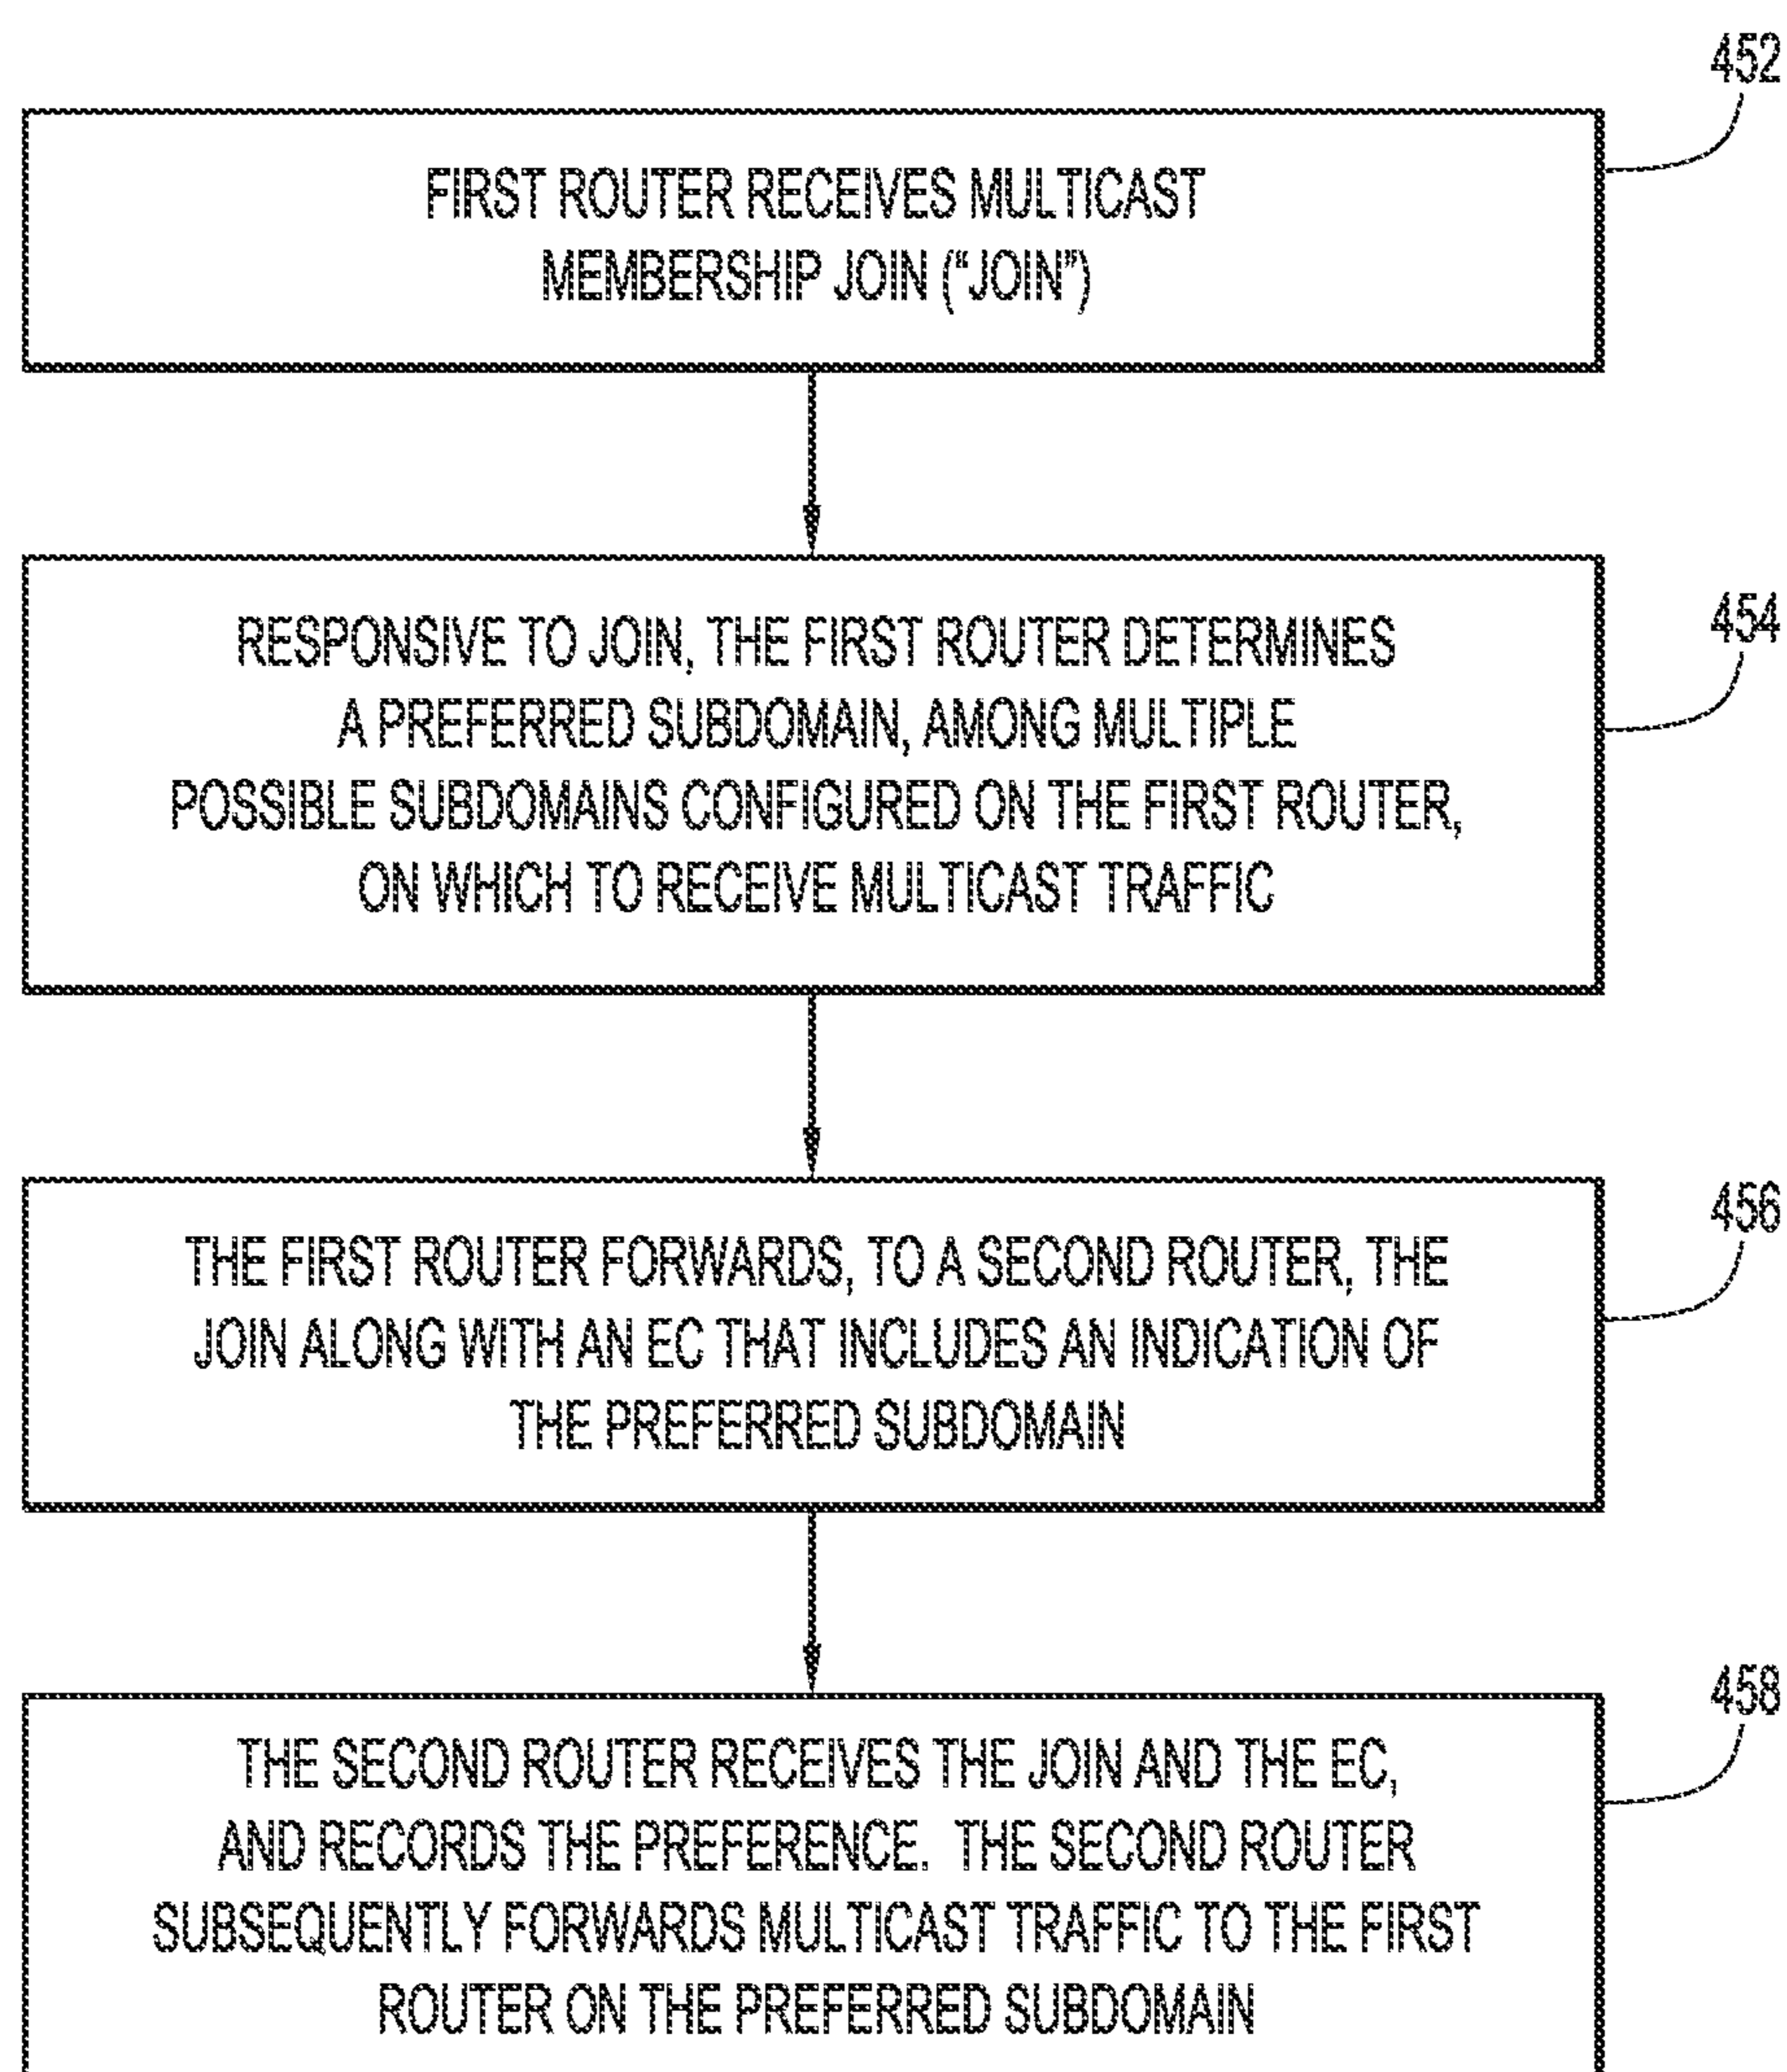 452
FIRST ROUTER RECEIVES MULTICAST
MEMBERSHIP JOIN (“JOIN”)
454
RESPONSIVE TO JOIN, THE FIRST ROUTER DETERMINES
A PREFERRED SUBDOMAIN, AMONG MULTIPLE
POSSIBLE SUBDOMAINS CONFIGURED ON THE FIRST ROUTER,
ON WHICH TO RECEIVE MULTICAST TRAFFIC
456
THE FIRST ROUTER FORWARDS, TO A SECOND ROUTER, THE
JOIN ALONG WITH AN EC THAT INCLUDES AN INDICATION OF
THE PREFERRED SUBDOMAIN
458
THE SECOND ROUTER RECEIVES THE JOIN AND THE EC,
AND RECORDS THE PREFERENCE. THE SECOND ROUTER
SUBSEQUENTLY FORWARDS MULTICAST TRAFFIC TO THE FIRST
ROUTER ON THE PREFERRED SUBDOMAIN